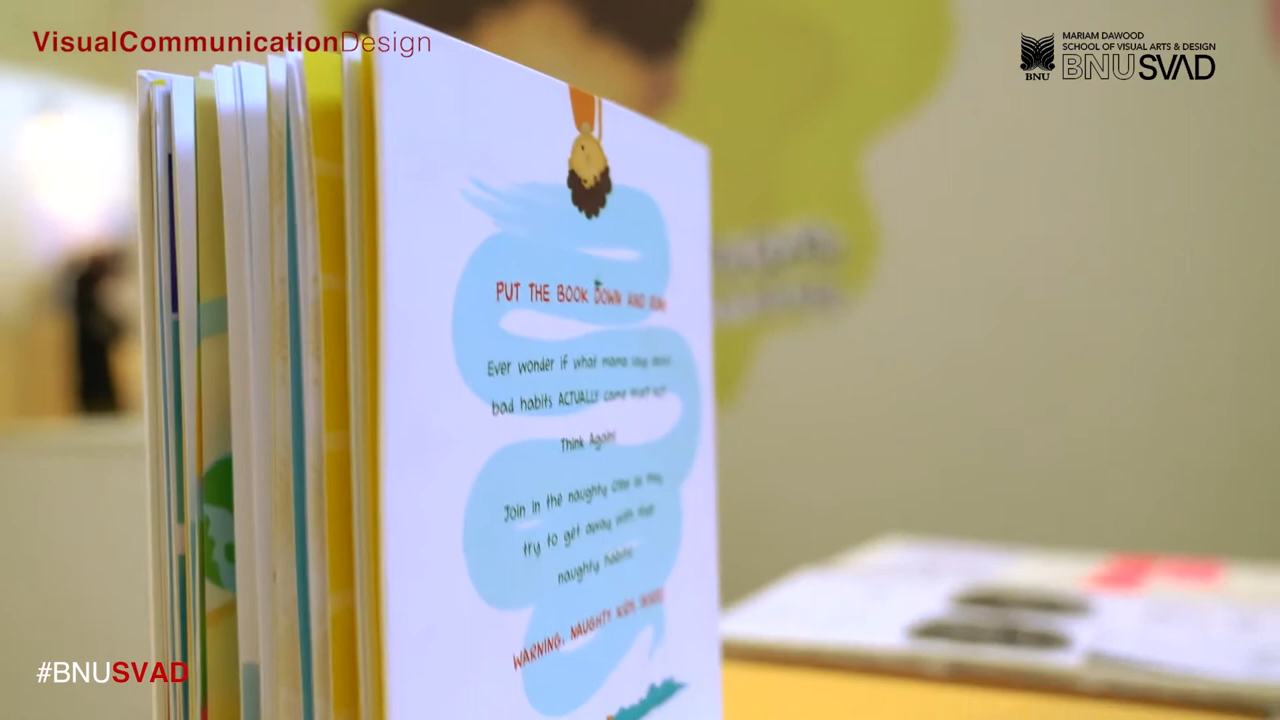 VisualCommunicationDesign
MARIAM DAWOOD
SCHOOL OF VISUAL ARTS & DESIGN
BNU
BNUSVAD
PUT THE BOOK DOWN AND
Ever wonder if what mama
bad habits ACTUALLY come
Think Again!
Join in the naughty
try to get away with
naughty habits
WARNING, NAUGHTY KIDS
#BNUSVAD